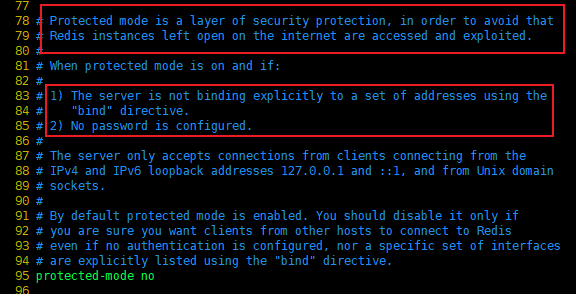 77
78 # Protected mode is a layer of security protection, in order to avoid that
79 # Redis instances left open on the internet are accessed and exploited.
80 #
81 # When protected mode is on and if:
82 #
83 # 1) The server is not binding explicitly to a set of addresses using the
84 #    "bind" directive.
85 # 2) No password is configured.
86 #
87 # The server only accepts connections from clients connecting from the
88 # IPv4 and IPv6 loopback addresses 127.0.0.1 and ::1, and from Unix domain
89 # sockets.
90 #
91 # By default protected mode is enabled. You should disable it only if
92 # you are sure you want clients from other hosts to connect to Redis
93 # even if no authentication is configured, nor a specific set of interfaces
94 # are explicitly listed using the "bind" directive.
95 protected-mode no
96